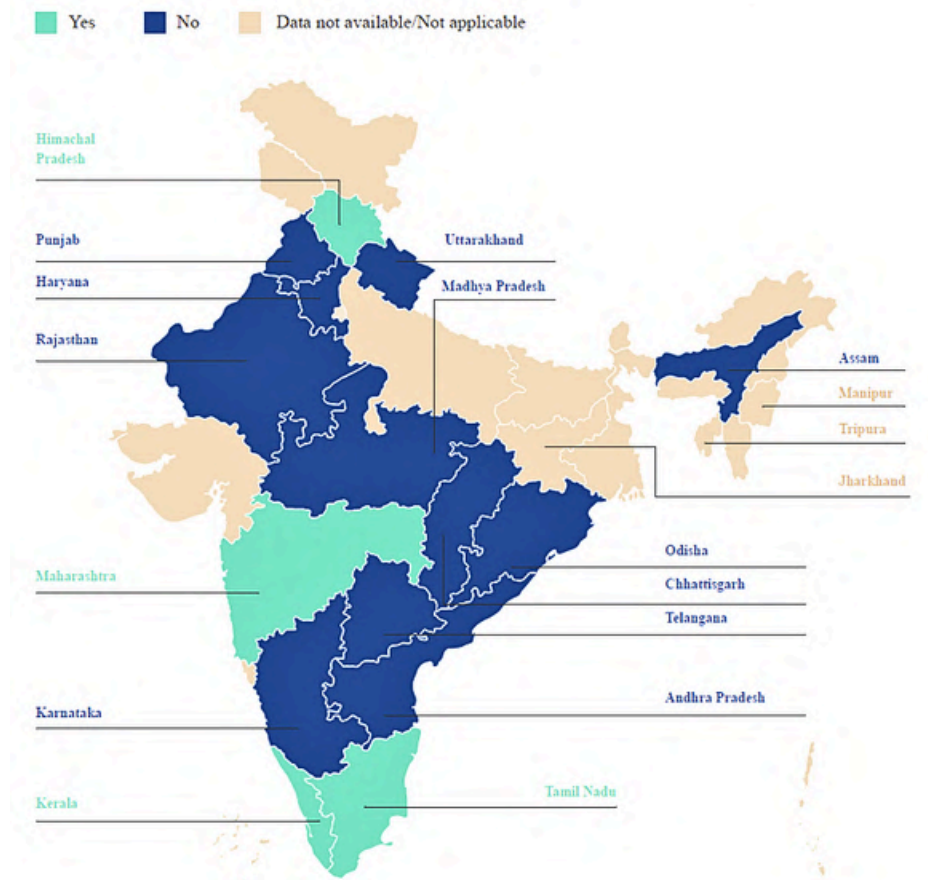 Yes No Data not available/Not applicable
Himachal
Pradesh
Punjab
Uttarakhand
Haryana
Madhya Pradesh
Rajasthan
Assam
Manipur
Tripura
Jharkhand
Odisha
Maharashtra
Chhattisgarh
Telangana
Andhra Pradesh
Karnataka
Tamil Nadu
Kerala